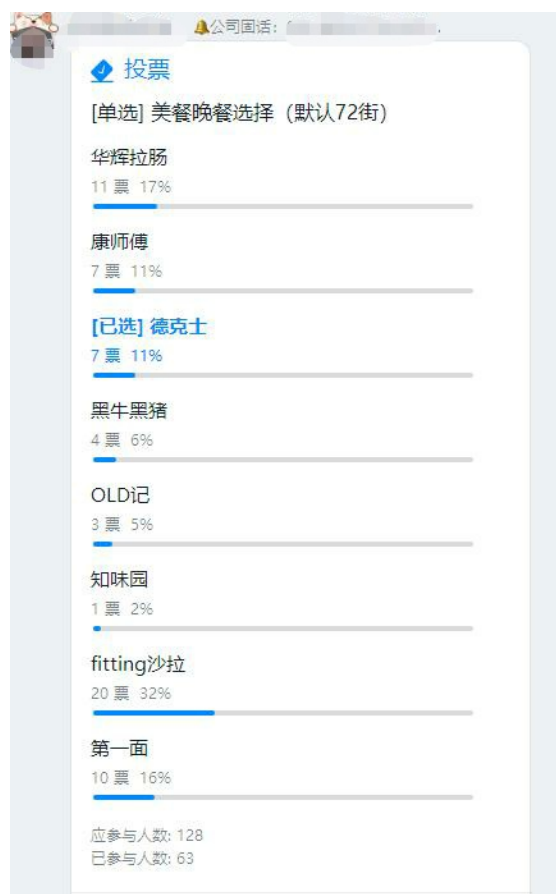 公司固话:
投票
[单选] 美餐晚餐选择（默认72街）
华辉拉肠
11 票 17%
康师傅
7 票 11%
[已选] 德克士
7 票 11%
黑牛黑猪
4 票 6%
OLD记
3 票 5%
知味园
1 票 2%
fitting沙拉
20 票 32%
第一面
10 票 16%
应参与人数: 128
已参与人数: 63